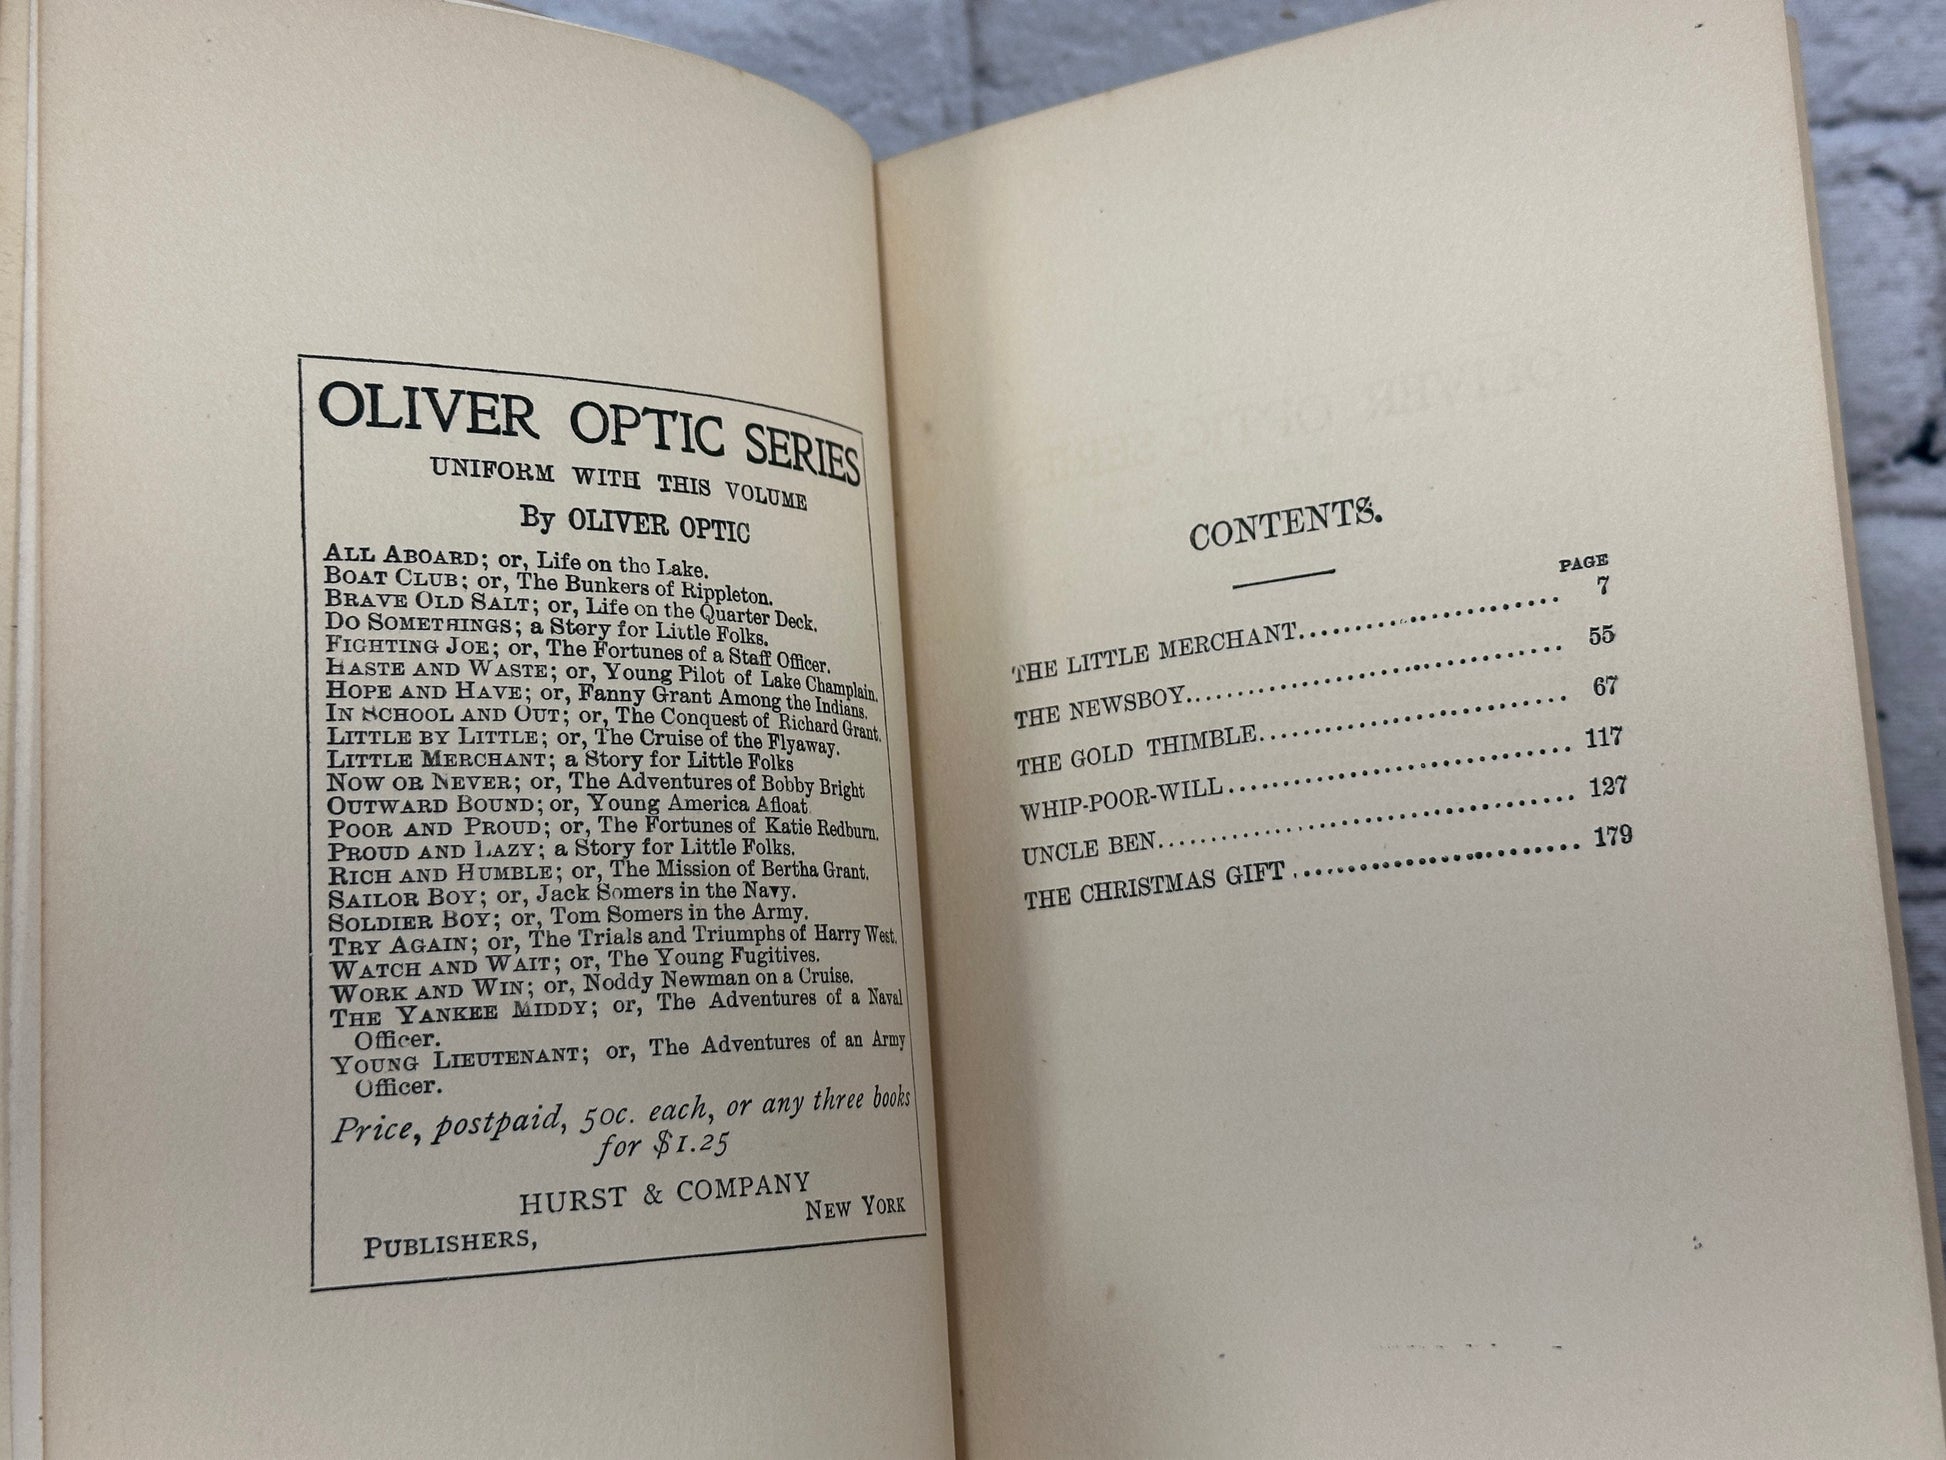 OLIVER OPTIC SERIES
UNIFORM WITH THIS VOLUME
By OLIVER OPTIC
ALL ABOARD; or, Life on the Lake.
BOAT CLUB; or, The Bunkers of Rippleton.
BRAVE OLD SALT; or, Life on the Quarter Deck.
DO SOMETHINGS; a Story for Little Folks.
FIGHTING JOE; or, The Fortunes of a Staff Officer.
HASTE AND WASTE; or, Young Pilot of Lake Champlain.
HOPE AND HAVE; or, Fanny Grant Among the Indians.
IN SCHOOL AND OUT; or, The Conquest of Richard Grant.
LITTLE BY LITTLE; or, The Cruise of the Flyaway.
LITTLE MERCHANT; a Story for Little Folks
NOW OR NEVER; or, The Adventures of Bobby Bright
OUTWARD BOUND; or, Young America Afloat.
POOR AND PROUD; or, The Fortunes of Katie Redburn.
PROUD AND LAZY; a Story for Little Folks.
RICH AND HUMBLE; or, The Mission of Bertha Grant.
SAILOR BOY; or, Jack Somers in the Navy.
SOLDIER BOY; or, Tom Somers in the Army.
TRY AGAIN; or, The Trials and Triumphs of Harry West.
WATCH AND WAIT; or, The Young Fugitives.
WORK AND WIN; or, Noddy Newman on a Cruise.
THE YANKEE MIDDY; or, The Adventures of a Naval
Officer.
YOUNG LIEUTENANT; or, The Adventures of an Army
Officer.
Price, postpaid, 50c. each, or any three books
for $1.25
HURST & COMPANY
PUBLISHERS, NEW YORK
CONTENTS.
PAGE
THE LITTLE MERCHANT........................ 7
THE NEWSBOY................................ 55
THE GOLD THIMBLE........................... 67
WHIP-POOR-WILL............................. 117
UNCLE BEN.................................. 127
THE CHRISTMAS GIFT ........................ 179